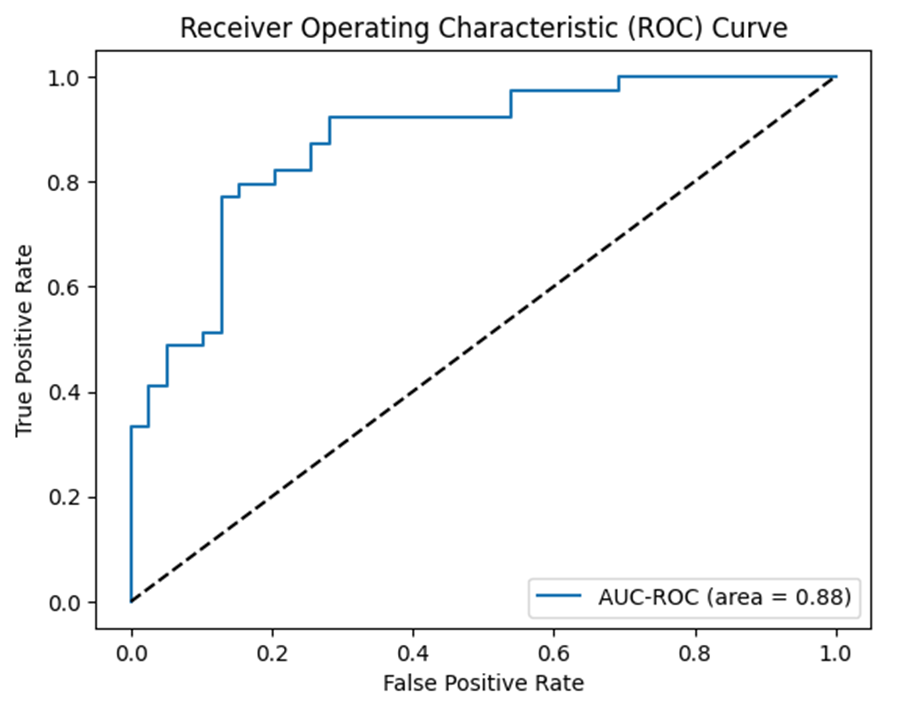 Receiver Operating Characteristic (ROC) Curve
1.0
0.8
0.6
0.4
0.2
0.0
True Positive Rate
AUC-ROC (area = 0.88)
0.0 0.2 0.4 0.6 0.8 1.0
False Positive Rate